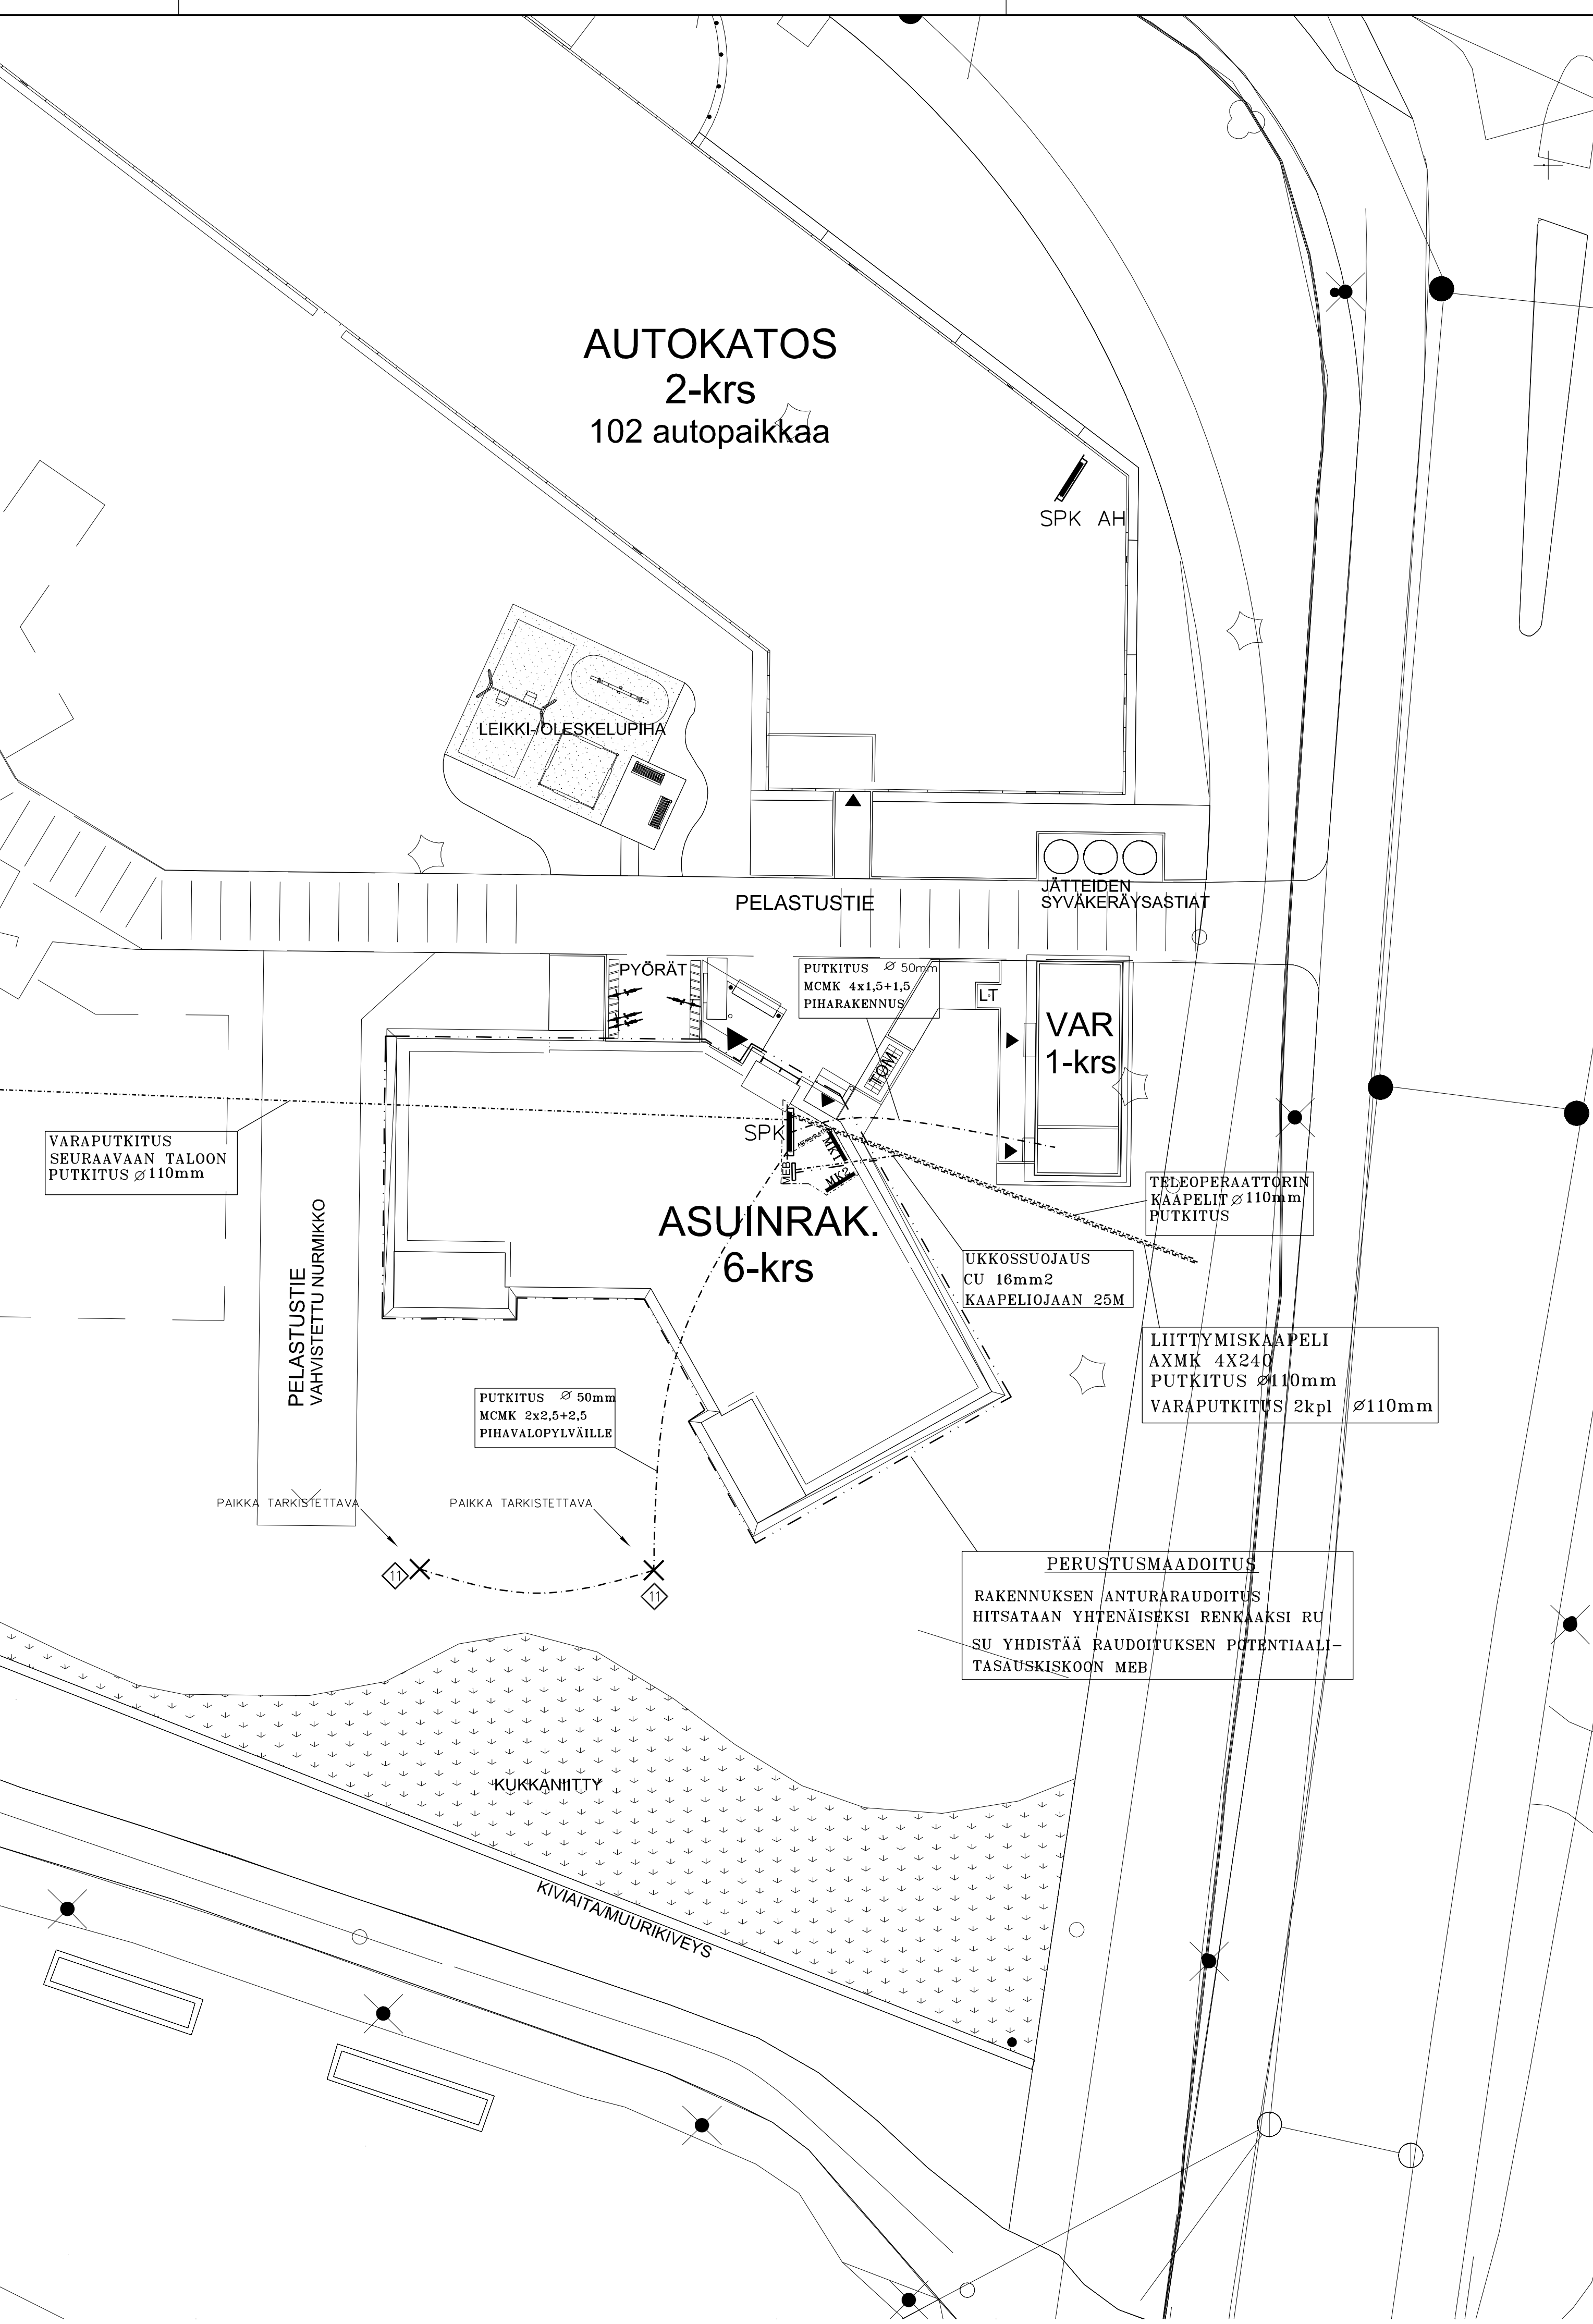 AUTOKATOS
2-krs
102 autopaikkaa
SPK AH
LEIKKI-/OLESKELUPIHA
PELASTUSTIE
JÄTTEIDEN
SYVÄKERÄYSASTIAT
PYÖRÄT
PUTKITUS Ø 50mm
MCMK 4x1,5+1,5
PIHARAKENNUS
LT
VAR
1-krs
TOM
SPK
MK1
MK2
MEB
VARAPUTKITUS
SEURAAVAAN TALOON
PUTKITUS Ø 110mm
TELEOPERAATTORIN
KAAPELIT Ø 110mm
PUTKITUS
ASUINRAK.
6-krs
UKKOSSUOJAUS
CU 16mm2
KAAPELIOJAAN 25M
PELASTUSTIE
VAHVISTETTU NURMIKKO
LIITTYMISKAAPELI
AXMK 4X240
PUTKITUS Ø110mm
VARAPUTKITUS 2kpl Ø110mm
PUTKITUS Ø 50mm
MCMK 2x2,5+2,5
PIHAVALOPYLVÄILLE
PAIKKA TARKISTETTAVA
PAIKKA TARKISTETTAVA
11
11
PERUSTUSMAADOITUS
RAKENNUKSEN ANTURARAUDOITUS
HITSATAAN YHTENÄISEKSI RENKAAKSI RU
SU YHDISTÄÄ RAUDOITUKSEN POTENTIAALI-
TASAUSKISKOON MEB
KUKKANIITTY
KIVIAITA/MUURIKIVEYS